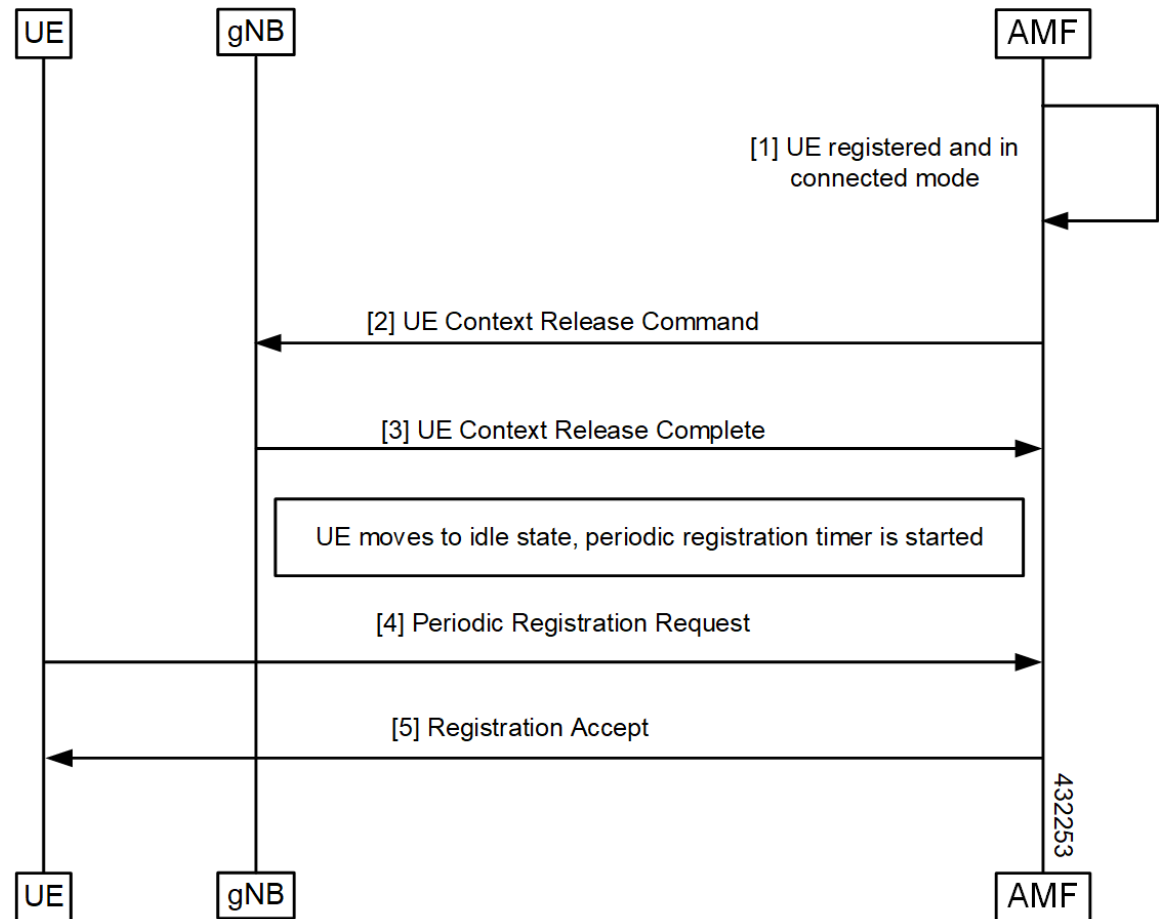 UE
gNB
AMF
[1] UE registered and in
connected mode
[2] UE Context Release Command
[3] UE Context Release Complete
UE moves to idle state, periodic registration timer is started
[4] Periodic Registration Request
[5] Registration Accept
432253
UE
gNB
AMF